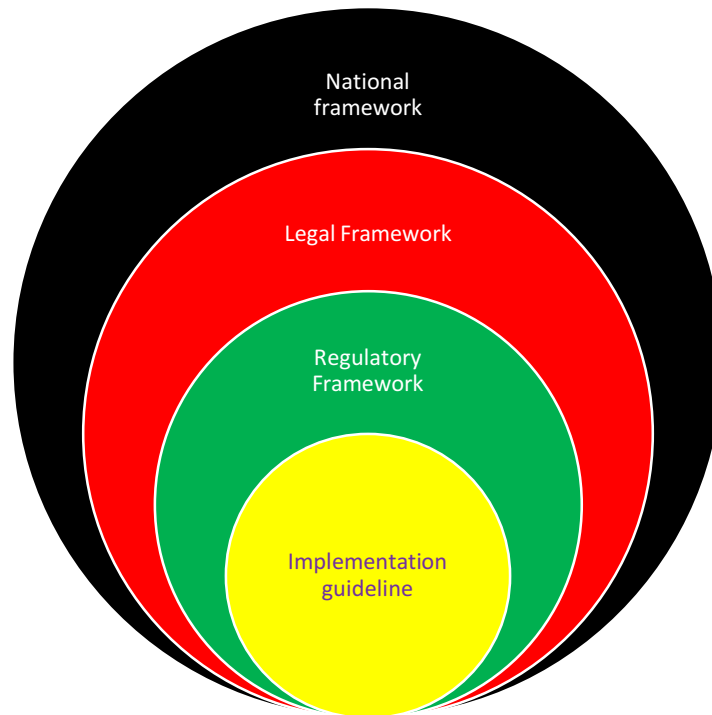 National
framework
Legal Framework
Regulatory
Framework
Implementation
guideline